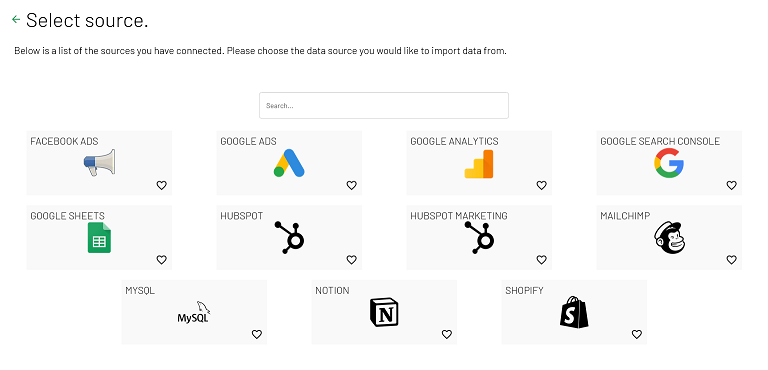 Select source.
Below is a list of the sources you have connected. Please choose the data source you would like to import data from.
Search...
FACEBOOK ADS
GOOGLE ADS
GOOGLE ANALYTICS
GOOGLE SEARCH CONSOLE
GOOGLE SHEETS
HUBSPOT
HUBSPOT MARKETING
MAILCHIMP
MYSQL
MySQL
NOTION
N
SHOPIFY
S